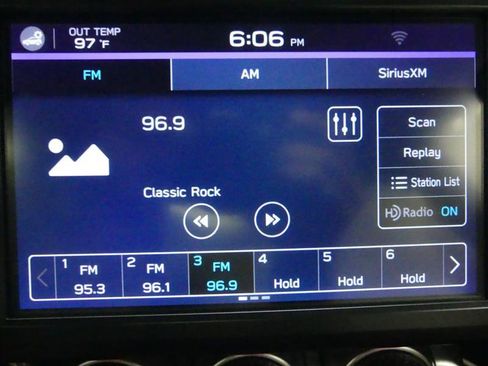 OUT TEMP
97 °F
6:06 PM
FM
AM
SiriusXM
96.9
Classic Rock
Scan
Replay
Station List
HD Radio ON
1 FM 95.3
2 FM 96.1
3 FM 96.9
4 Hold
5 Hold
6 Hold